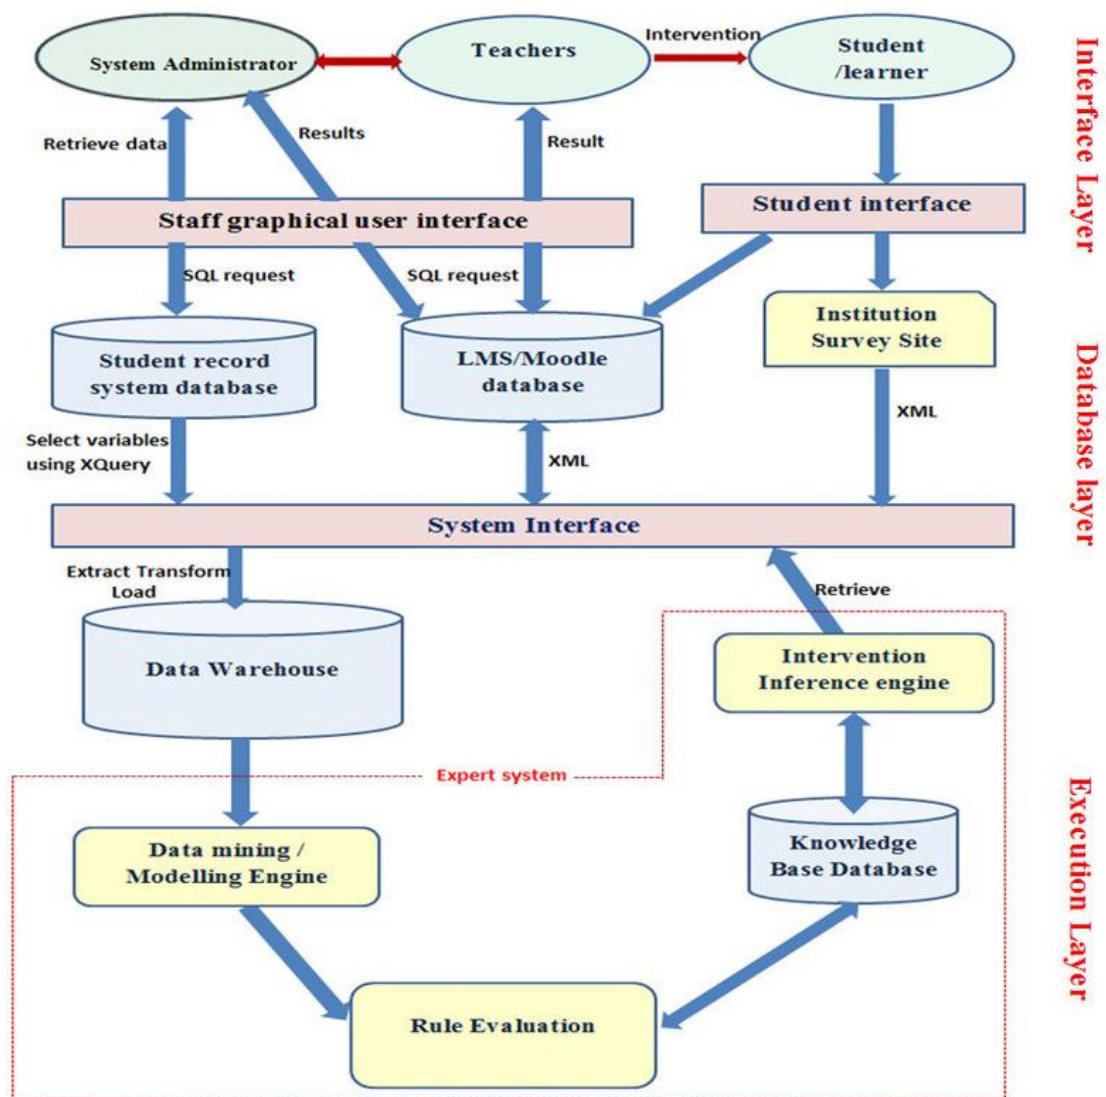 System Administrator
Teachers
Intervention
Student
/learner
Interface Layer
Retrieve data
Results
Result
Staff graphical user interface
Student interface
SQL request
SQL request
Institution
Survey Site
Student record
system database
LMS/Moodle
database
Database layer
Select variables
using XQuery
XML
XML
System Interface
Extract Transform
Load
Retrieve
Data Warehouse
Intervention
Inference engine
Expert system
Execution Layer
Data mining /
Modelling Engine
Knowledge
Base Database
Rule Evaluation